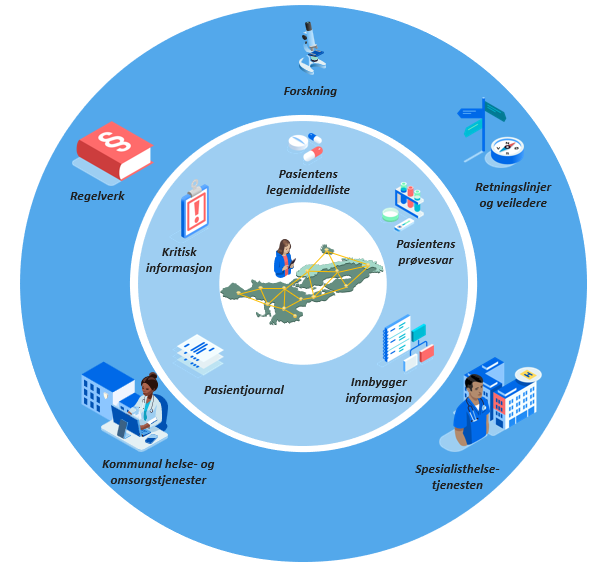 Forskning
Regelverk
Retningslinjer
og veiledere
Pasientens
legemiddelliste
Kritisk
informasjon
Pasientens
prøvesvar
Pasientjournal
Innbygger
informasjon
Kommunal helse- og
omsorgstjenester
Spesialisthelse-
tjenesten